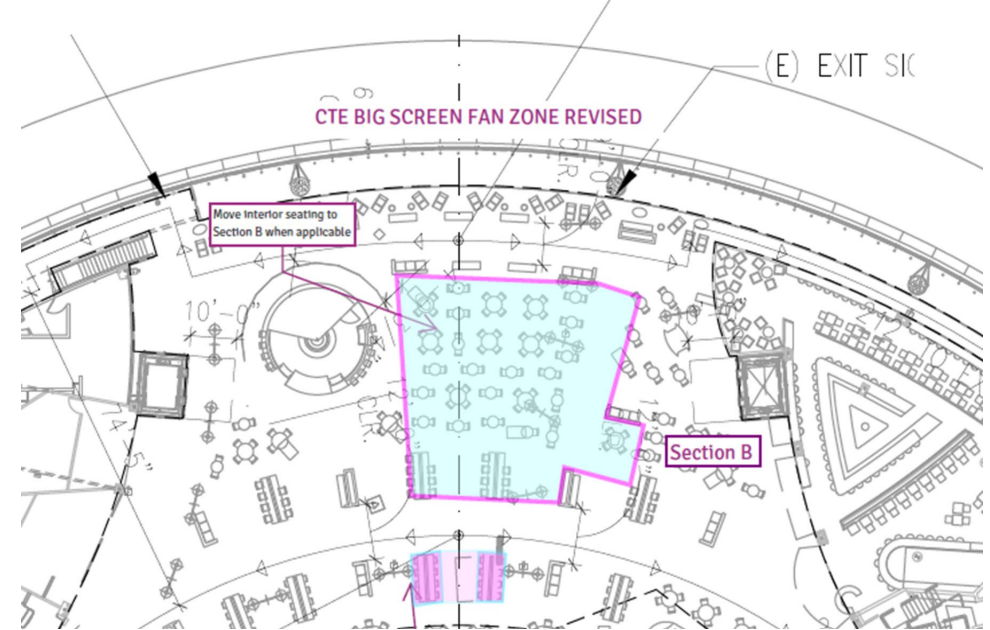 (E) EXIT SI
CTE BIG SCREEN FAN ZONE REVISED
Move interior seating to
Section B when applicable
10'-0"
Section B